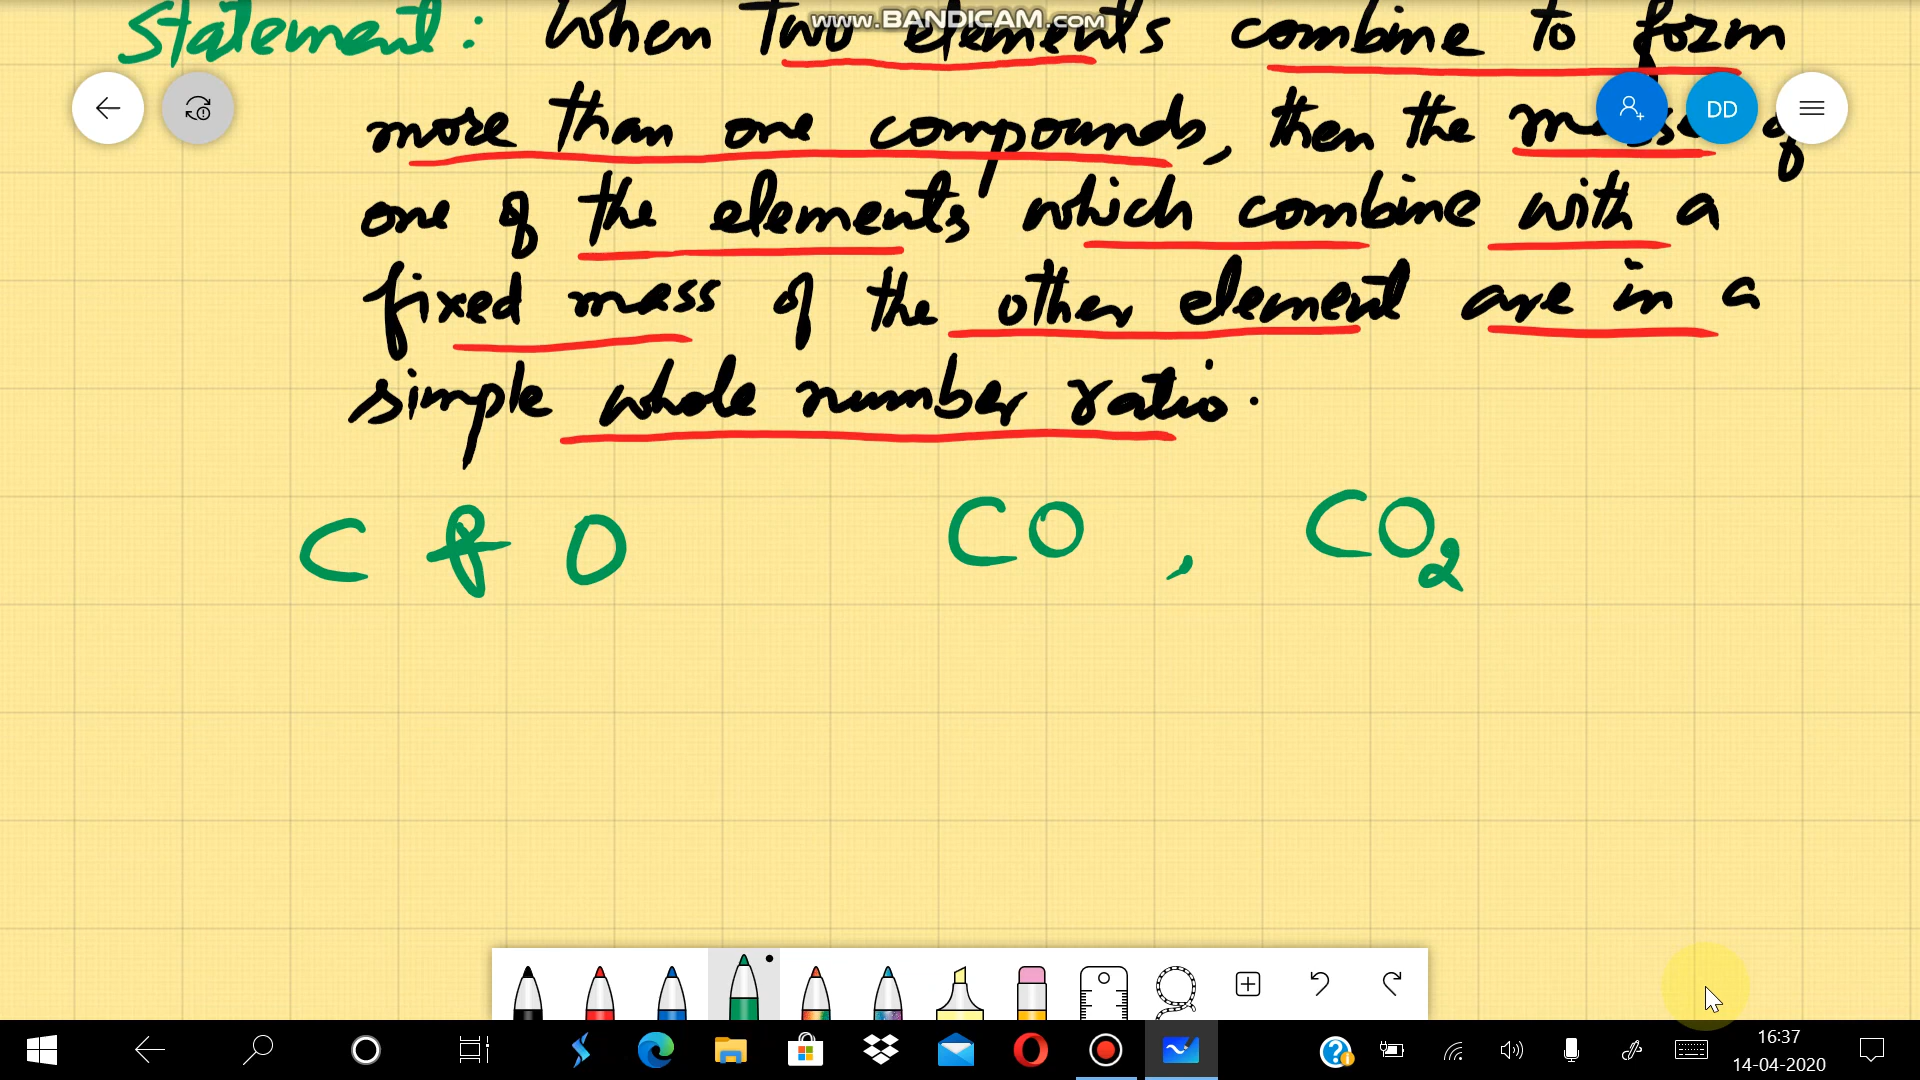 www.BANDICAM.com
Statement: When Two elements combine to form
more than one compounds, then the masses of
one of the elements which combine with a
fixed mass of the other element are in a
simple whole number ratio.
C & O CO , CO2
DD
16:37
14-04-2020